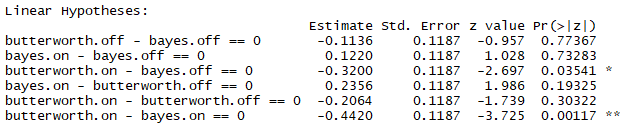 Linear Hypotheses:
Estimate Std. Error z value Pr(>|z|)
butterworth.off - bayes.off == 0 -0.1136 0.1187 -0.957 0.77367
bayes.on - bayes.off == 0 0.1220 0.1187 1.028 0.73283
butterworth.on - bayes.off == 0 -0.3200 0.1187 -2.697 0.03541 *
bayes.on - butterworth.off == 0 0.2356 0.1187 1.986 0.19325
butterworth.on - butterworth.off == 0 -0.2064 0.1187 -1.739 0.30322
butterworth.on - bayes.on == 0 -0.4420 0.1187 -3.725 0.00117 **